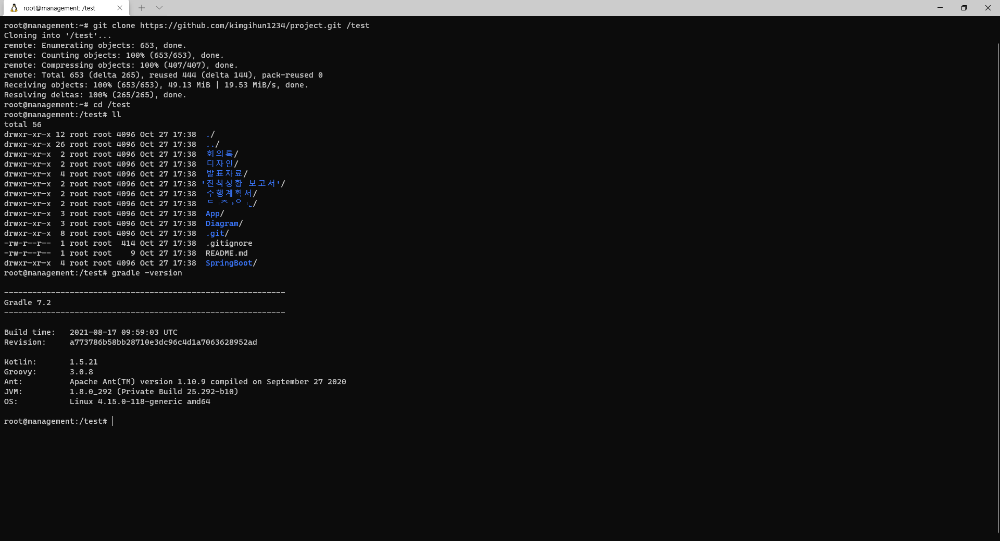 root@management: /test
root@management:~# git clone https://github.com/kimgihun1234/project.git /test
Cloning into '/test'...
remote: Enumerating objects: 653, done.
remote: Counting objects: 100% (653/653), done.
remote: Compressing objects: 100% (407/407), done.
remote: Total 653 (delta 265), reused 444 (delta 144), pack-reused 0
Receiving objects: 100% (653/653), 49.13 MiB | 19.53 MiB/s, done.
Resolving deltas: 100% (265/265), done.
root@management:~# cd /test
root@management:/test# ll
total 56
drwxr-xr-x 12 root root 4096 Oct 27 17:38  ./
drwxr-xr-x 26 root root 4096 Oct 27 17:38  ../
drwxr-xr-x  2 root root 4096 Oct 27 17:38  회의록/
drwxr-xr-x  2 root root 4096 Oct 27 17:38  디자인/
drwxr-xr-x  4 root root 4096 Oct 27 17:38  발표자료/
drwxr-xr-x  2 root root 4096 Oct 27 17:38 '진척상황 보고서'/
drwxr-xr-x  2 root root 4096 Oct 27 17:38  수행계획서/
drwxr-xr-x  2 root root 4096 Oct 27 17:38  디자인/
drwxr-xr-x  3 root root 4096 Oct 27 17:38  App/
drwxr-xr-x  3 root root 4096 Oct 27 17:38  Diagram/
drwxr-xr-x  8 root root 4096 Oct 27 17:38  .git/
-rw-r--r--  1 root root  414 Oct 27 17:38  .gitignore
-rw-r--r--  1 root root    9 Oct 27 17:38  README.md
drwxr-xr-x  4 root root 4096 Oct 27 17:38  SpringBoot/
root@management:/test# gradle -version
------------------------------------------------------------
Gradle 7.2
------------------------------------------------------------
Build time:   2021-08-17 09:59:03 UTC
Revision:     a773786b58bb28710e3dc96c4d1a7063628952ad
Kotlin:       1.5.21
Groovy:       3.0.8
Ant:          Apache Ant(TM) version 1.10.9 compiled on September 27 2020
JVM:          1.8.0_292 (Private Build 25.292-b10)
OS:           Linux 4.15.0-118-generic amd64
root@management:/test#